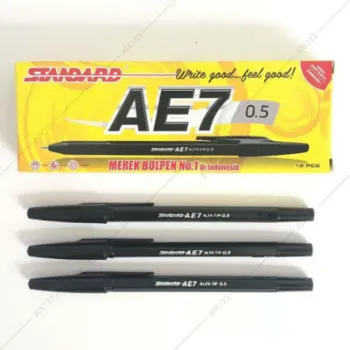 STANDARD
Write good...feel good!
AE7 0.5
MEREK BOLPEN No.1 Di Indonesia
12 PCS
STANDARD AE7 ALFA TIP 0.5
STANDARD AE7 ALFA TIP 0.5
STANDARD AE7 ALFA TIP 0.5